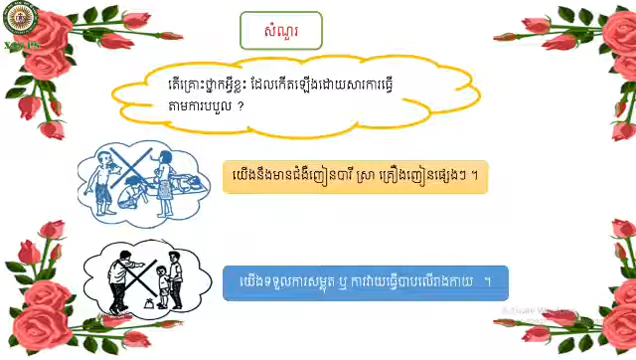 សំណួរ
តើគ្រោះថ្នាក់អ្វីខ្លះ ដែលកើតឡើងដោយសារការធ្វើ
តាមការបបួល ?
យើងនឹងមានជំងឺញៀនបារី ស្រា គ្រឿងញៀនផ្សេងៗ ។
យើងទទួលការសម្លុត ឬ ការវាយធ្វើបាបលើរាងកាយ ។